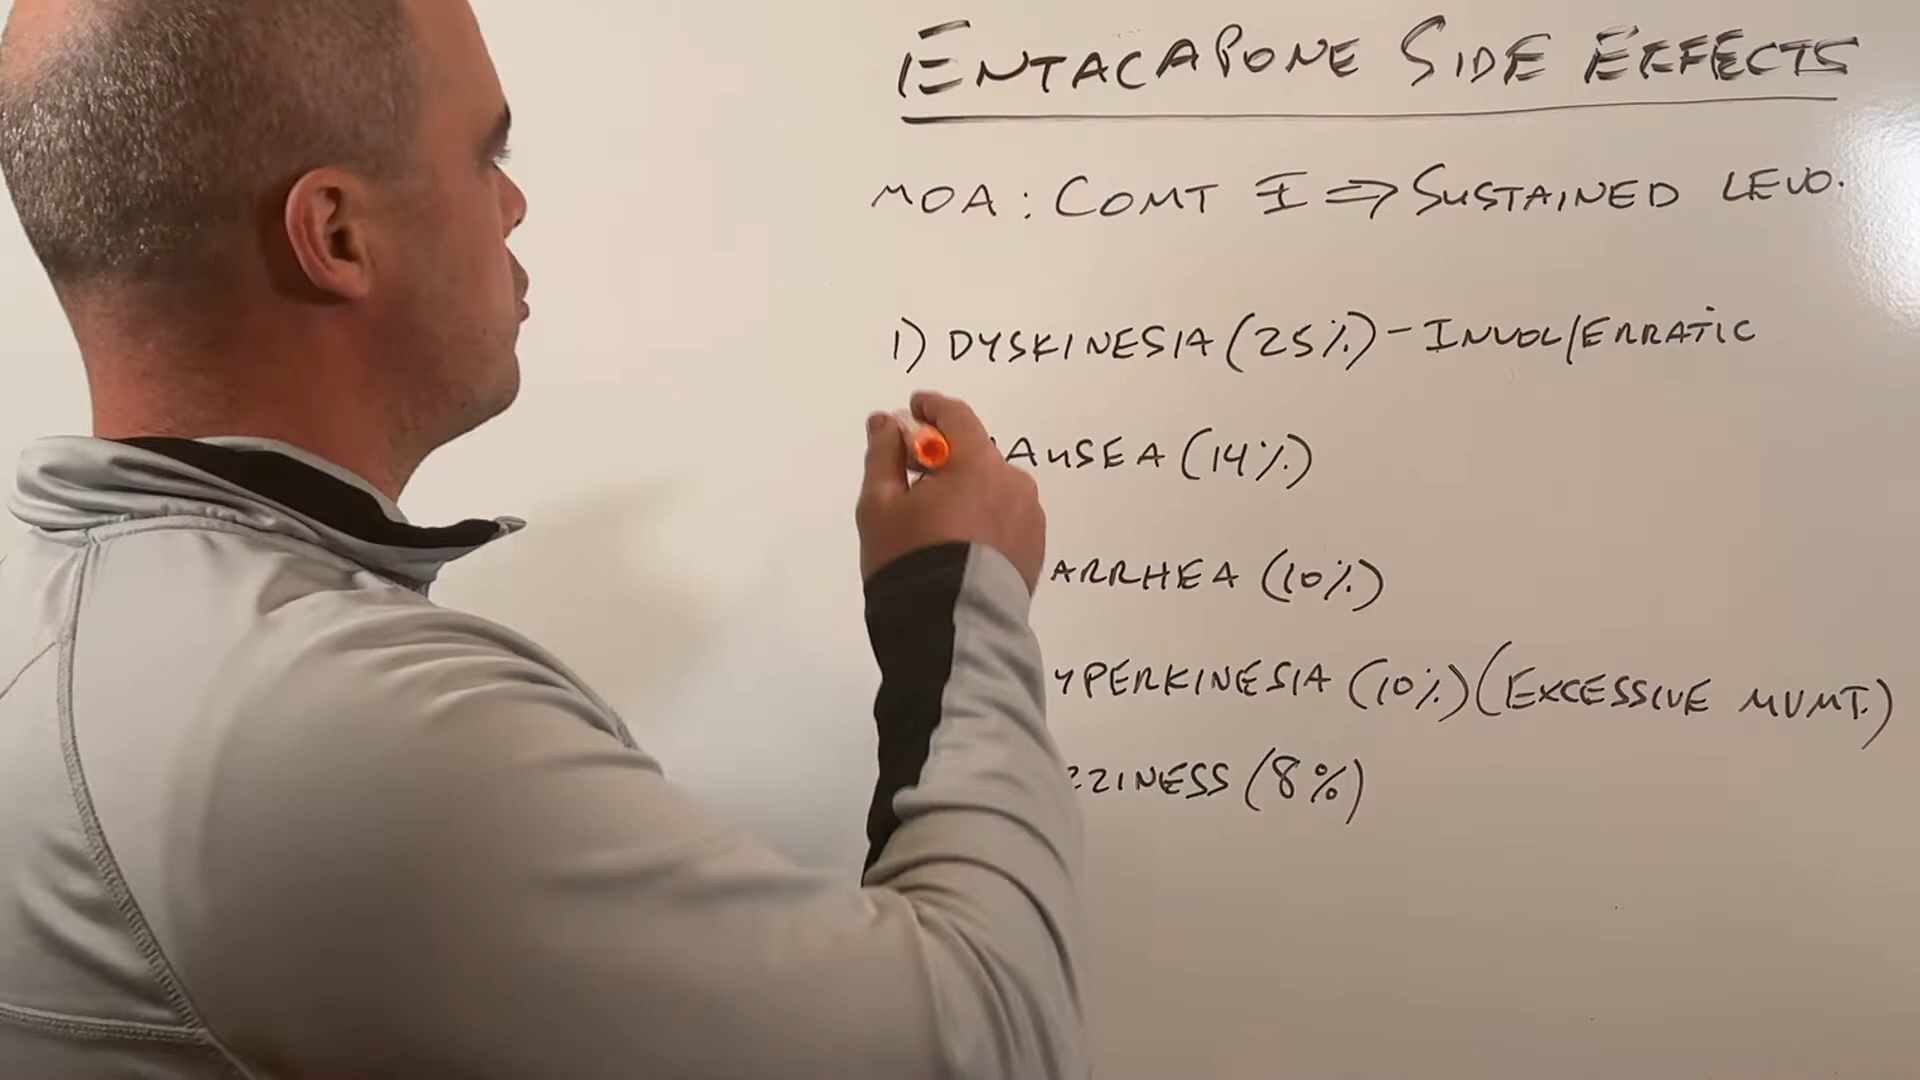 ENTACAPONE SIDE EFFECTS
MOA: COMT I ⇒ SUSTAINED LEVO.
1) DYSKINESIA (25%) - INVOL/ERRATIC
AUSEA (14%)
ARRHEA (10%)
YPERKINESIA (10%) (EXCESSIVE MVMT.)
ZZINESS (8%)